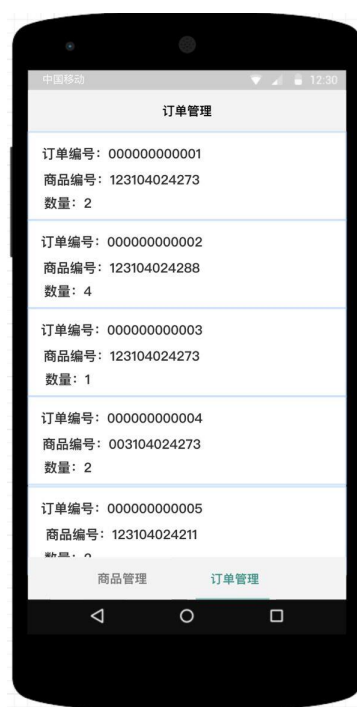 中国移动 12:30
订单管理
订单编号：000000000001
商品编号：123104024273
数量：2
订单编号：000000000002
商品编号：123104024288
数量：4
订单编号：000000000003
商品编号：123104024273
数量：1
订单编号：000000000004
商品编号：003104024273
数量：2
订单编号：000000000005
商品编号：123104024211
商品管理 订单管理